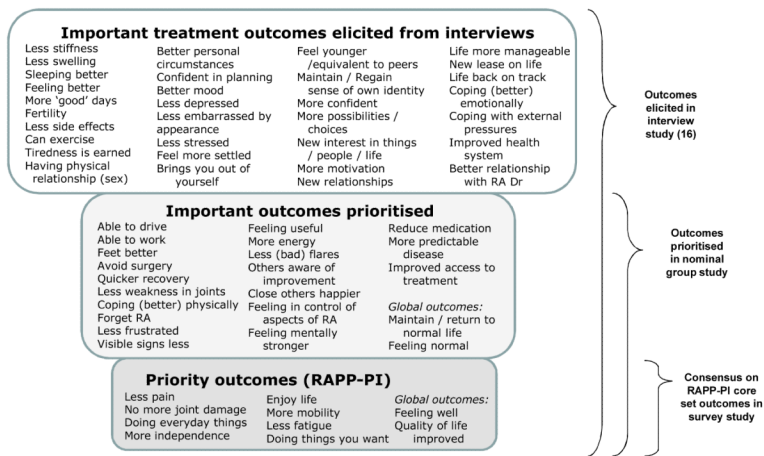 Important treatment outcomes elicited from interviews
Less stiffness
Less swelling
Sleeping better
Feeling better
More ‘good’ days
Fertility
Less side effects
Can exercise
Tiredness is earned
Having physical
relationship (sex)
Better personal
circumstances
Confident in planning
Better mood
Less depressed
Less embarrassed by
appearance
Less stressed
Feel more settled
Brings you out of
yourself
Feel younger
/equivalent to peers
Maintain / Regain
sense of own identity
More confident
More possibilities /
choices
New interest in things
/ people / life
More motivation
New relationships
Life more manageable
New lease on life
Life back on track
Coping (better)
emotionally
Coping with external
pressures
Improved health
system
Better relationship
with RA Dr
Outcomes
elicited in
interview
study (16)
Important outcomes prioritised
Able to drive
Able to work
Feet better
Avoid surgery
Quicker recovery
Less weakness in joints
Coping (better) physically
Forget RA
Less frustrated
Visible signs less
Feeling useful
More energy
Less (bad) flares
Others aware of
improvement
Close others happier
Feeling in control of
aspects of RA
Feeling mentally
stronger
Reduce medication
More predictable
disease
Improved access to
treatment
Global outcomes:
Maintain / return to
normal life
Feeling normal
Outcomes
prioritised
in nominal
group study
Priority outcomes (RAPP-PI)
Less pain
No more joint damage
Doing everyday things
More independence
Enjoy life
More mobility
Less fatigue
Doing things you want
Global outcomes:
Feeling well
Quality of life
improved
Consensus on
RAPP-PI core
set outcomes in
survey study